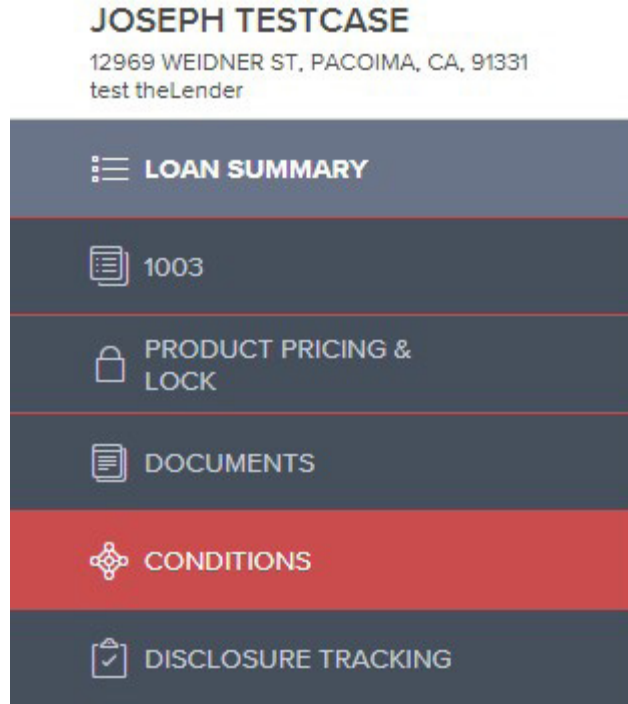 JOSEPH TESTCASE
12969 WEIDNER ST, PACOIMA, CA, 91331
test theLender
LOAN SUMMARY
1003
PRODUCT PRICING &
LOCK
DOCUMENTS
CONDITIONS
DISCLOSURE TRACKING